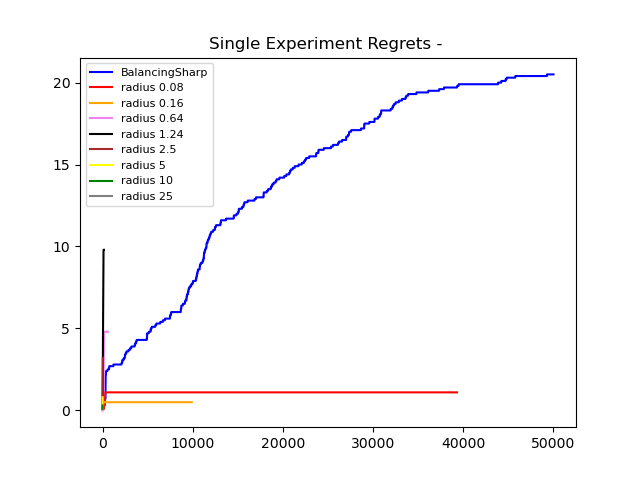 Single Experiment Regrets -
BalancingSharp
radius 0.08
radius 0.16
radius 0.64
radius 1.24
radius 2.5
radius 5
radius 10
radius 25
20
15
10
5
0
0 10000 20000 30000 40000 50000